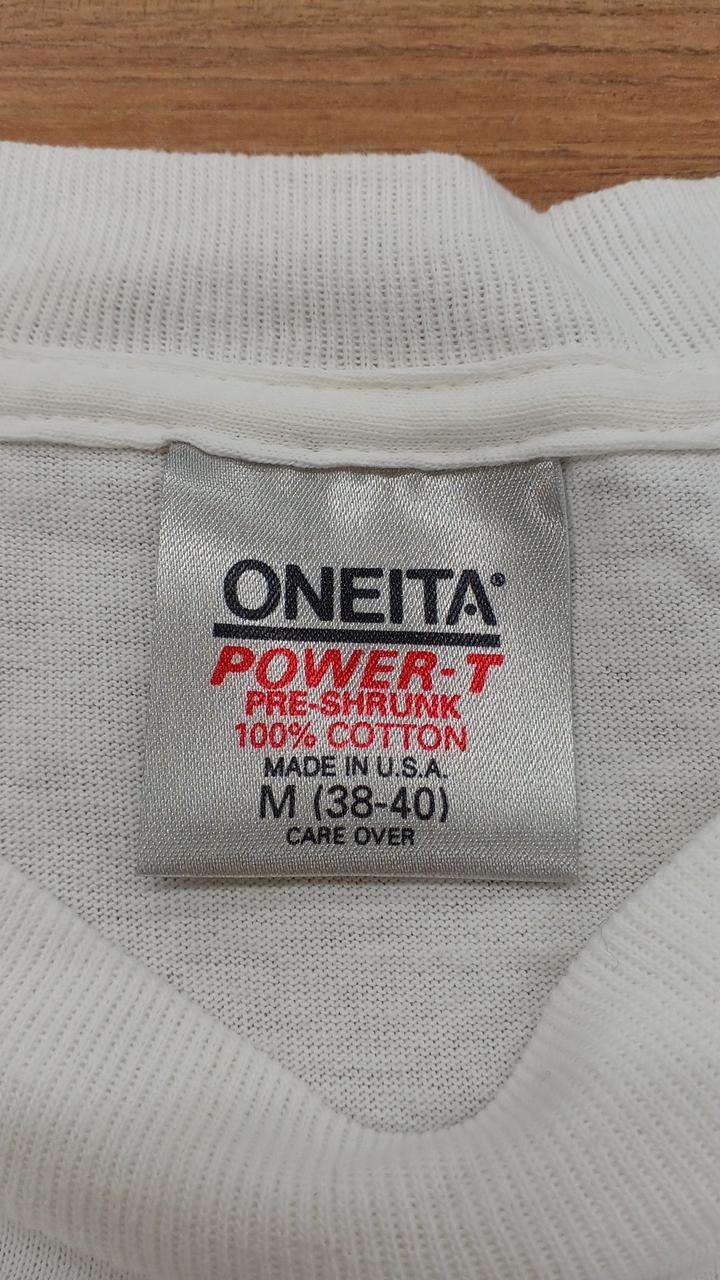 ONEITA®
POWER-T
PRE-SHRUNK
100% COTTON
MADE IN U.S.A.
M (38-40)
CARE OVER